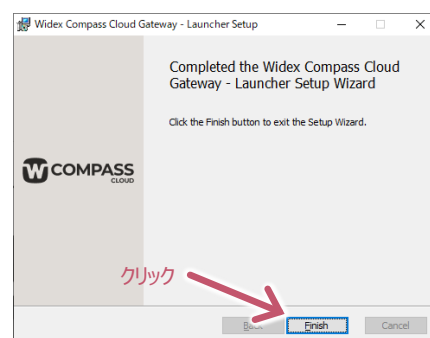 Widex Compass Cloud Gateway - Launcher Setup
Completed the Widex Compass Cloud
Gateway - Launcher Setup Wizard
Click the Finish button to exit the Setup Wizard.
W COMPASS
CLOUD
クリック
Finish
Cancel